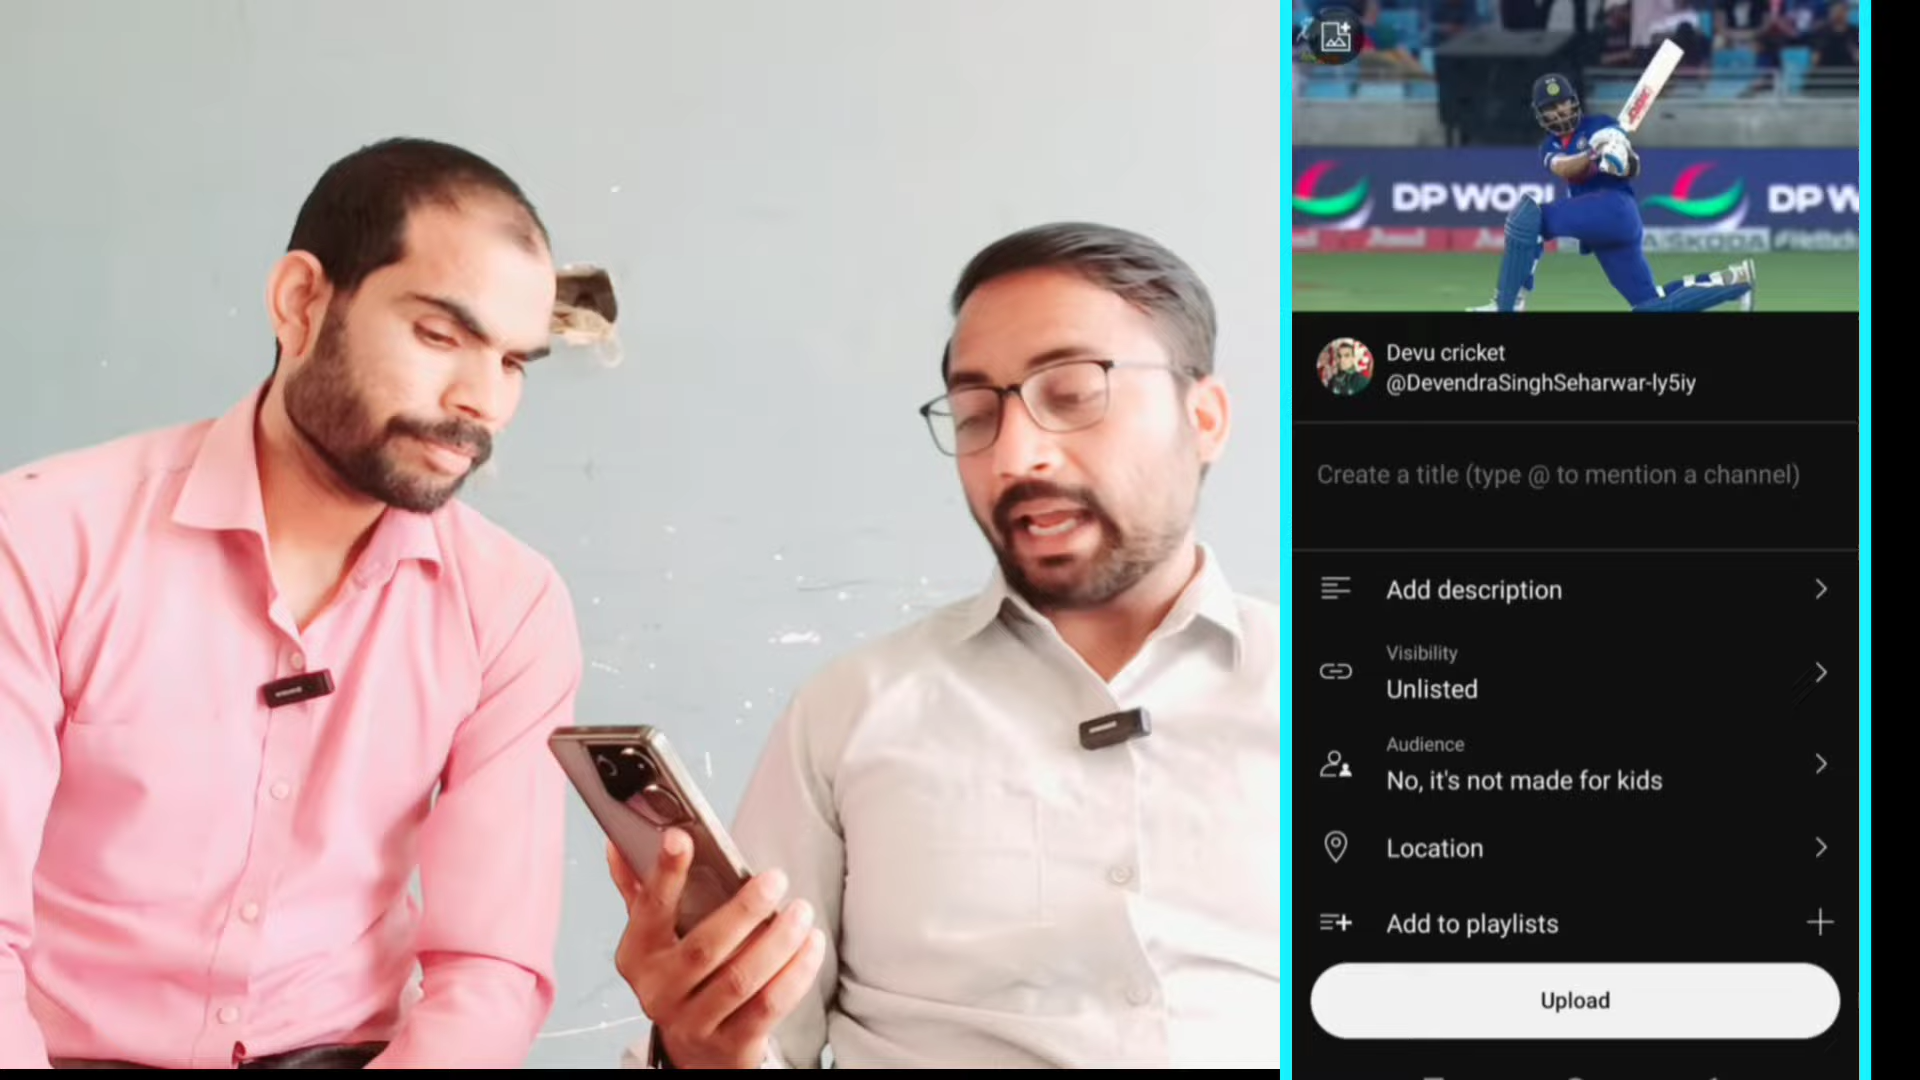 DP WORL
DP W
SKODA
Devu cricket
@DevendraSinghSeharwar-ly5iy
Create a title (type @ to mention a channel)
Add description
Visibility
Unlisted
Audience
No, it's not made for kids
Location
Add to playlists
Upload